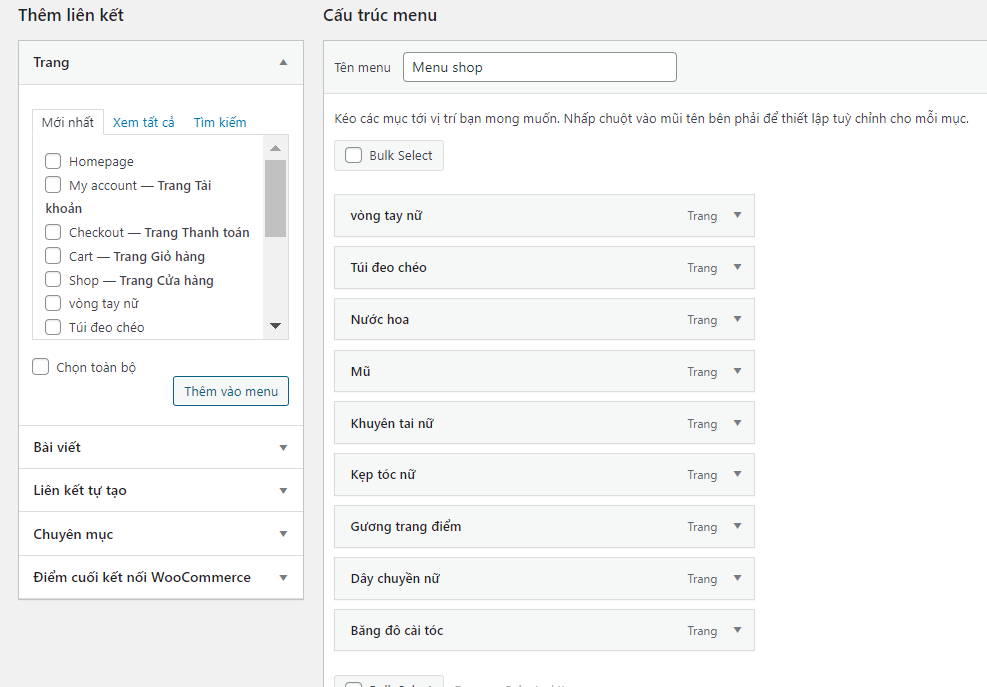 Thêm liên kết
Trang
Mới nhất Xem tất cả Tìm kiếm
Homepage
My account — Trang Tài
khoản
Checkout — Trang Thanh toán
Cart — Trang Giỏ hàng
Shop — Trang Cửa hàng
vòng tay nữ
Túi đeo chéo
Chọn toàn bộ
Thêm vào menu
Bài viết
Liên kết tự tạo
Chuyên mục
Điểm cuối kết nối WooCommerce
Cấu trúc menu
Tên menu Menu shop
Kéo các mục tới vị trí bạn mong muốn. Nhấp chuột vào mũi tên bên phải để thiết lập tuỳ chỉnh cho mỗi mục.
Bulk Select
vòng tay nữ Trang
Túi đeo chéo Trang
Nước hoa Trang
Mũ Trang
Khuyên tai nữ Trang
Kẹp tóc nữ Trang
Gương trang điểm Trang
Dây chuyền nữ Trang
Băng đô cài tóc Trang
Bulk Select